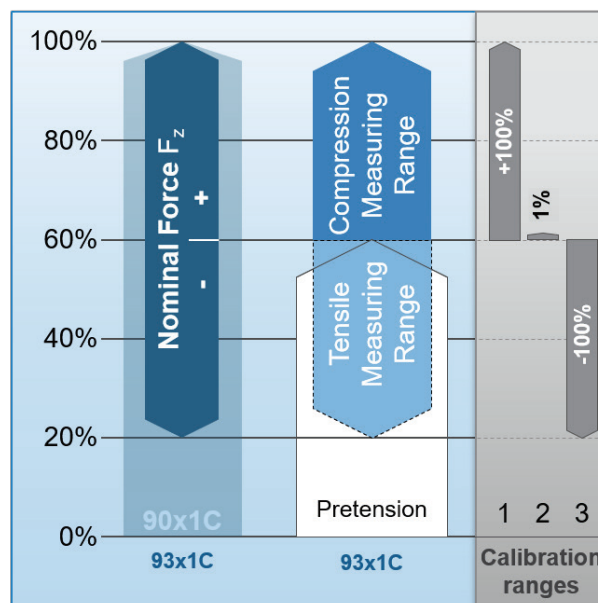 100%
80%
60%
40%
20%
0%
Nominal Force Fz
+
-
90x1C
93x1C
Compression
Measuring
Range
Tensile
Measuring
Range
Pretension
93x1C
+100%
1%
-100%
1 2 3
Calibration
ranges